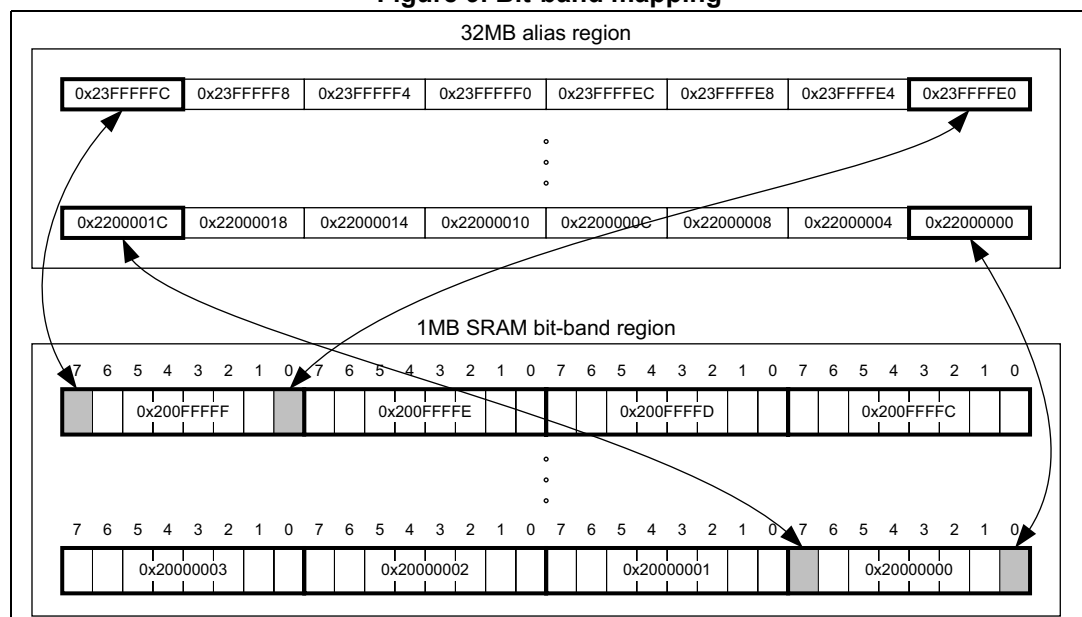 32MB alias region
0x23FFFFFC 0x23FFFFF8 0x23FFFFF4 0x23FFFFF0 0x23FFFFEC 0x23FFFFE8 0x23FFFFE4 0x23FFFFE0
0x2200001C 0x22000018 0x22000014 0x22000010 0x2200000C 0x22000008 0x22000004 0x22000000
1MB SRAM bit-band region
7 6 5 4 3 2 1 0 7 6 5 4 3 2 1 0 7 6 5 4 3 2 1 0 7 6 5 4 3 2 1 0
0x200FFFFF 0x200FFFFE 0x200FFFFD 0x200FFFFC
7 6 5 4 3 2 1 0 7 6 5 4 3 2 1 0 7 6 5 4 3 2 1 0 7 6 5 4 3 2 1 0
0x20000003 0x20000002 0x20000001 0x20000000